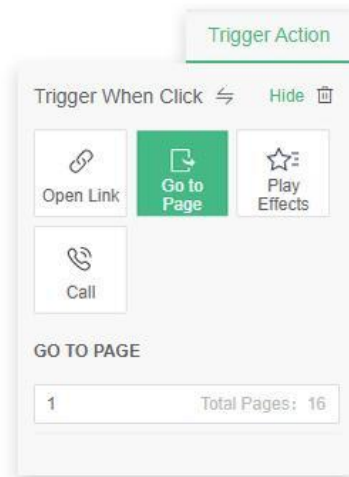 Trigger Action
Trigger When Click Hide
Open Link
Go to
Page
Play
Effects
Call
GO TO PAGE
1 Total Pages: 16